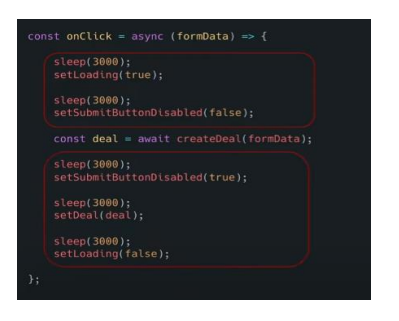 const onClick = async (formData) => {
sleep(3000);
setLoading(true);
sleep(3000);
setSubmitButtonDisabled(false);
const deal = await createDeal(formData);
sleep(3000);
setSubmitButtonDisabled(true);
sleep(3000);
setDeal(deal);
sleep(3000);
setLoading(false);
};